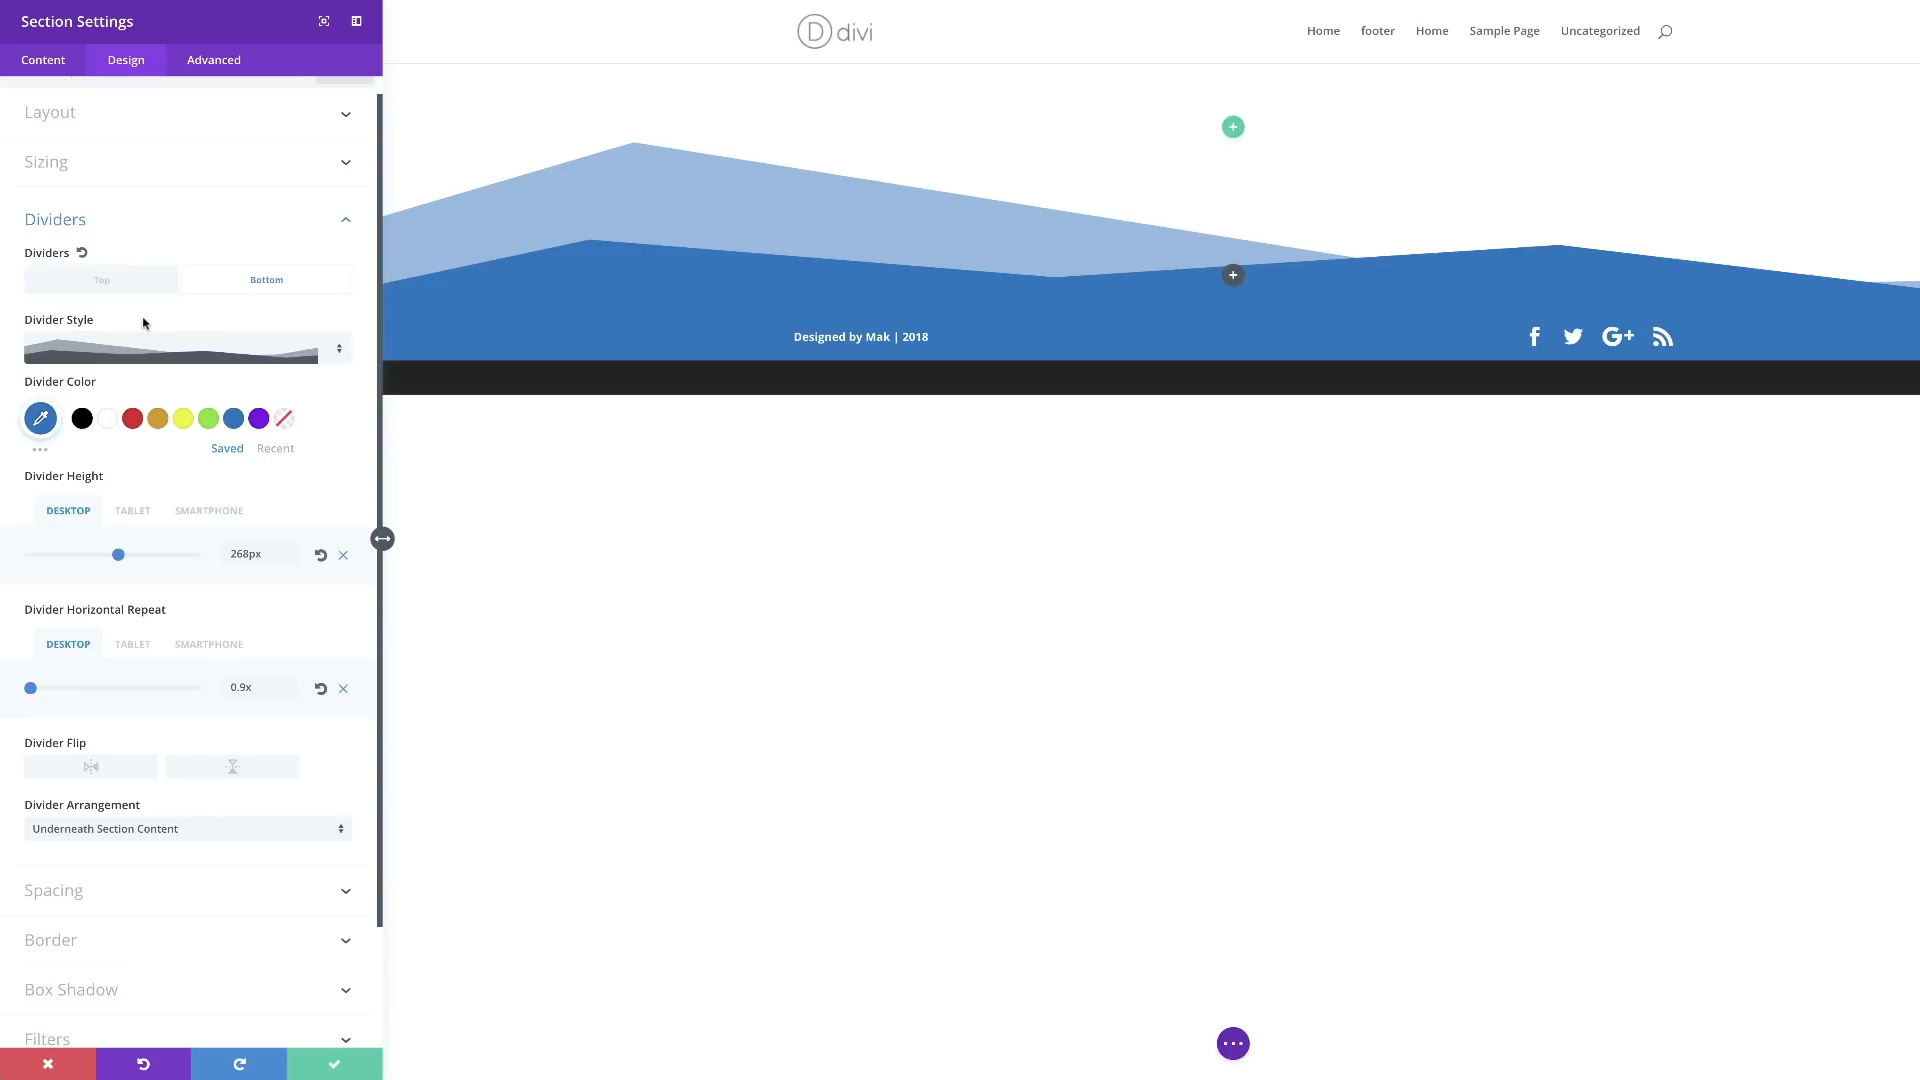 Section Settings
Content Design Advanced
Layout
Sizing
Dividers
Dividers
Top Bottom
Divider Style
Divider Color
Saved Recent
Divider Height
DESKTOP TABLET SMARTPHONE
268px
Divider Horizontal Repeat
DESKTOP TABLET SMARTPHONE
0.9x
Divider Flip
Divider Arrangement
Underneath Section Content
Spacing
Border
Box Shadow
Filters
D divi
Home footer Home Sample Page Uncategorized
Designed by Mak | 2018
G+